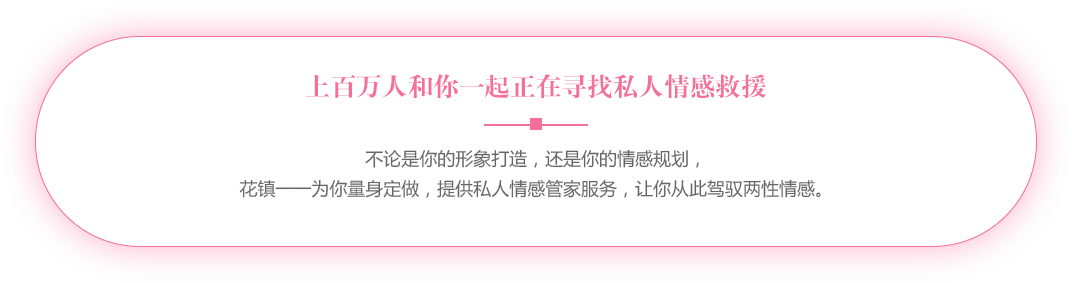 上百万人和你一起正在寻找私人情感救援
不论是你的形象打造，还是你的情感规划，
花镇——为你量身定做，提供私人情感管家服务，让你从此驾驭两性情感。